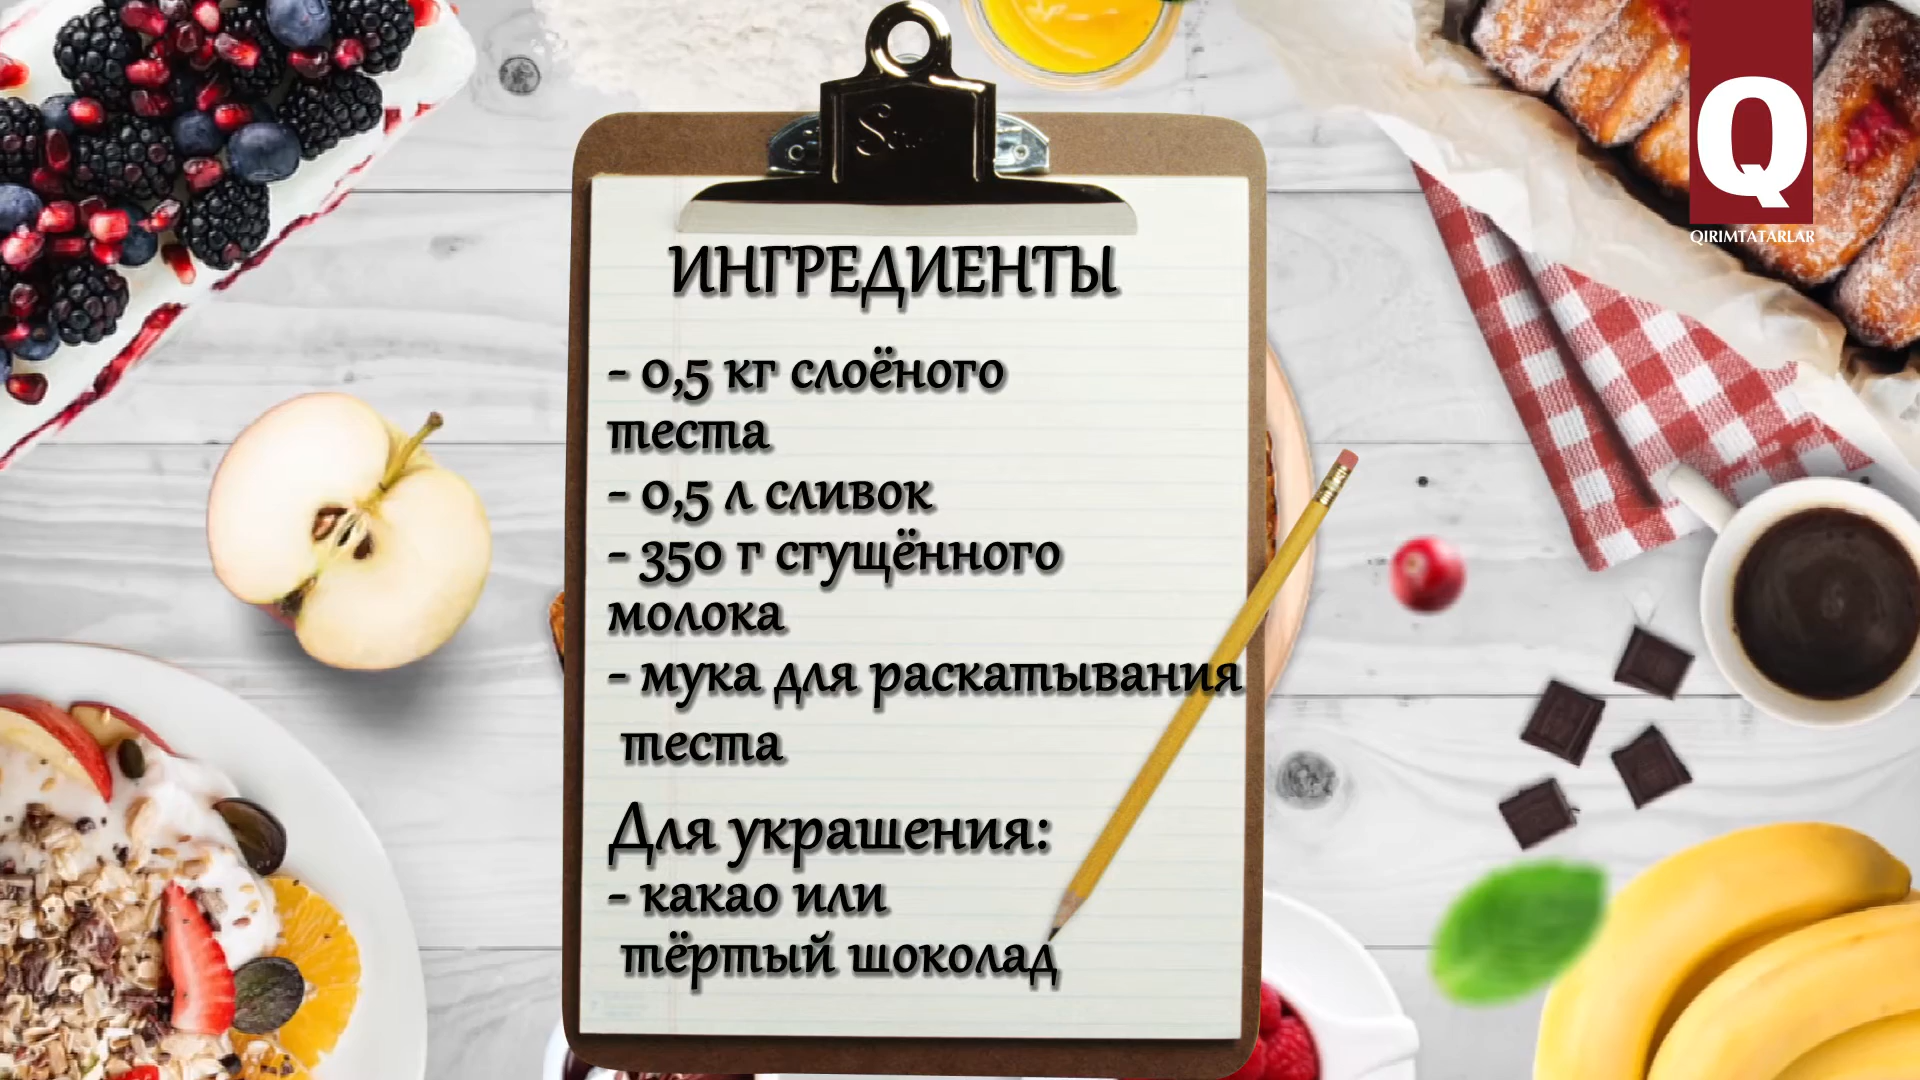 ИНГРЕДИЕНТЫ
- 0,5 кг слоёного
теста
- 0,5 л сливок
- 350 г сгущённого
молока
- мука для раскатывания
теста
Для украшения:
- какао или
тёртый шоколад
Q
QIRIMTATARLAR